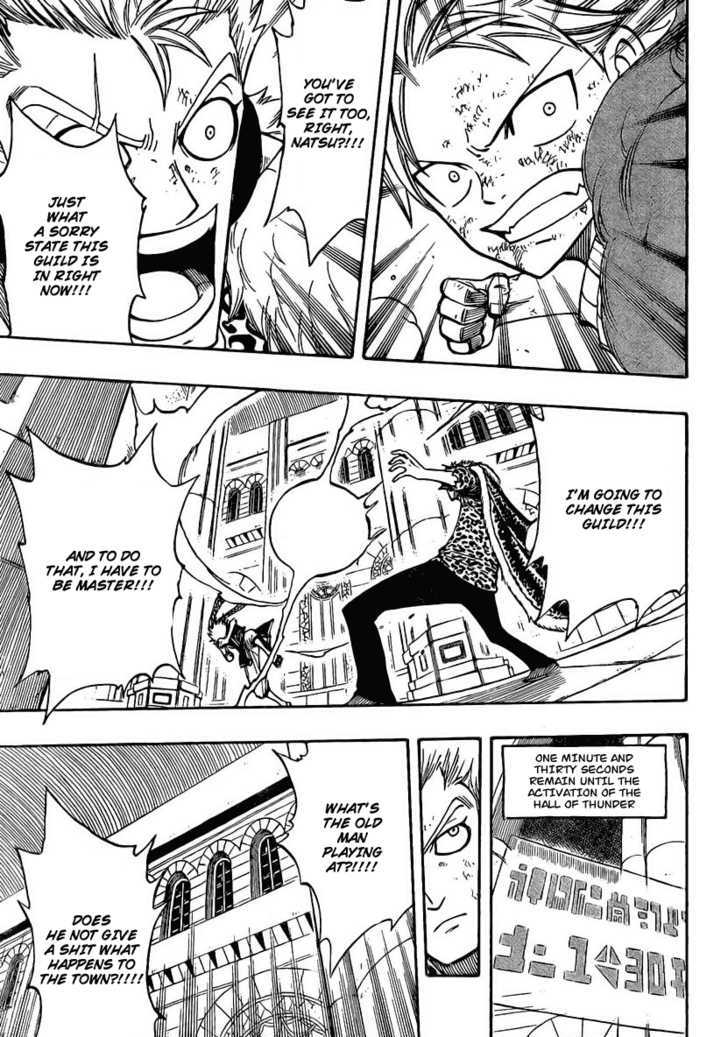 YOU'VE
GOT TO
SEE IT TOO,
RIGHT,
NATSU?!!!
JUST
WHAT
A SORRY
STATE THIS
GUILD IS
IN RIGHT
NOW!!!
I'M GOING TO
CHANGE THIS
GUILD!!!
AND TO DO
THAT, I HAVE TO
BE MASTER!!!
ONE MINUTE AND
THIRTY SECONDS
REMAIN UNTIL THE
ACTIVATION OF THE
HALL OF THUNDER
WHAT'S
THE OLD
MAN
PLAYING
AT?!!!!
DOES
HE NOT GIVE
A SHIT WHAT
HAPPENS TO
THE TOWN?!!!!